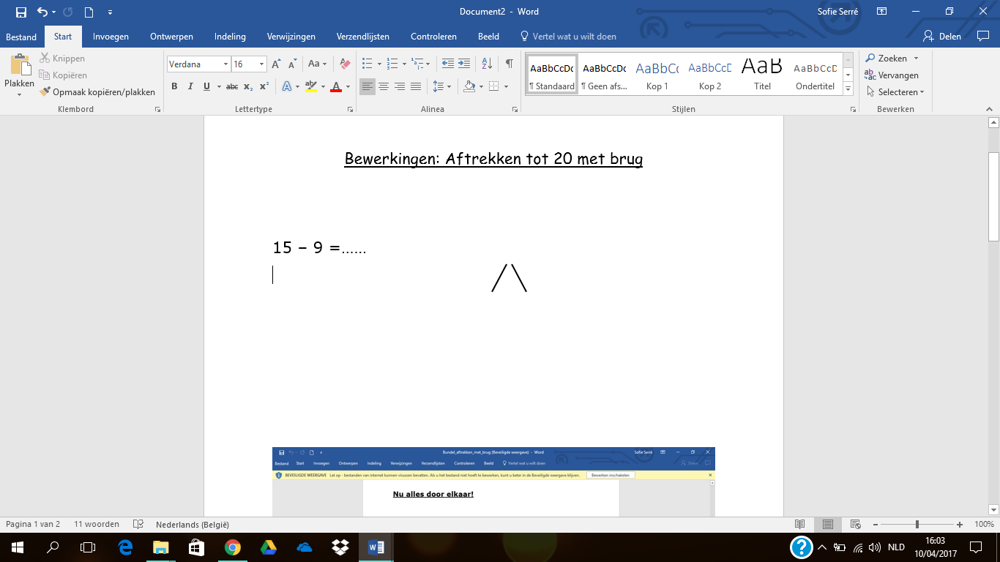 Document2 - Word
Sofie Serré
Bestand Start Invoegen Ontwerpen Indeling Verwijzingen Verzendlijsten Controleren Beeld Vertel wat u wilt doen Delen
Plakken
Knippen
Kopiëren
Opmaak kopiëren/plakken
Klembord
Verdana 16
Aa
B I U abc x₂ x²
A ab A
Lettertype
Alinea
AaBbCcDc AaBbCcDc AaBbCc AaBbCcD AaB AaBbCcD
¶ Standaard ¶ Geen afs... Kop 1 Kop 2 Titel Ondertitel
Stijlen
Zoeken
Vervangen
Selecteren
Bewerken
Bewerkingen: Aftrekken tot 20 met brug
15 – 9 =......
Bundel_aftrekken_met_brug (Beveiligde weergave) - Word
Sofie Serré
Bestand Start Invoegen Ontwerpen Indeling Verwijzingen Verzendlijsten Controleren Beeld Vertel wat u wilt doen Delen
BEVEILIGDE WEERGAVE Let op - bestanden van internet kunnen virussen bevatten. Als u het bestand niet hoeft te bewerken, kunt u beter in de Beveiligde weergave blijven. Bewerken inschakelen
Nu alles door elkaar!
Pagina 1 van 2 11 woorden Nederlands (België) 100%
NLD
16:03
10/04/2017